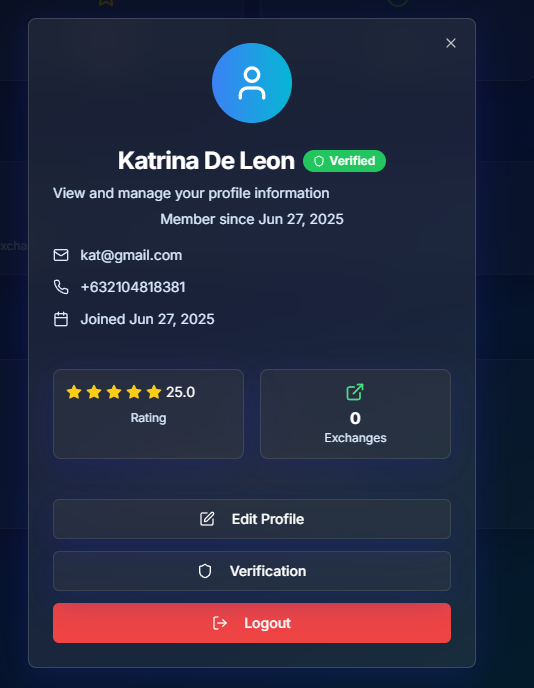 Katrina De Leon Verified
View and manage your profile information
Member since Jun 27, 2025
kat@gmail.com
+632104818381
Joined Jun 27, 2025
25.0
Rating
0
Exchanges
Edit Profile
Verification
Logout
xcha